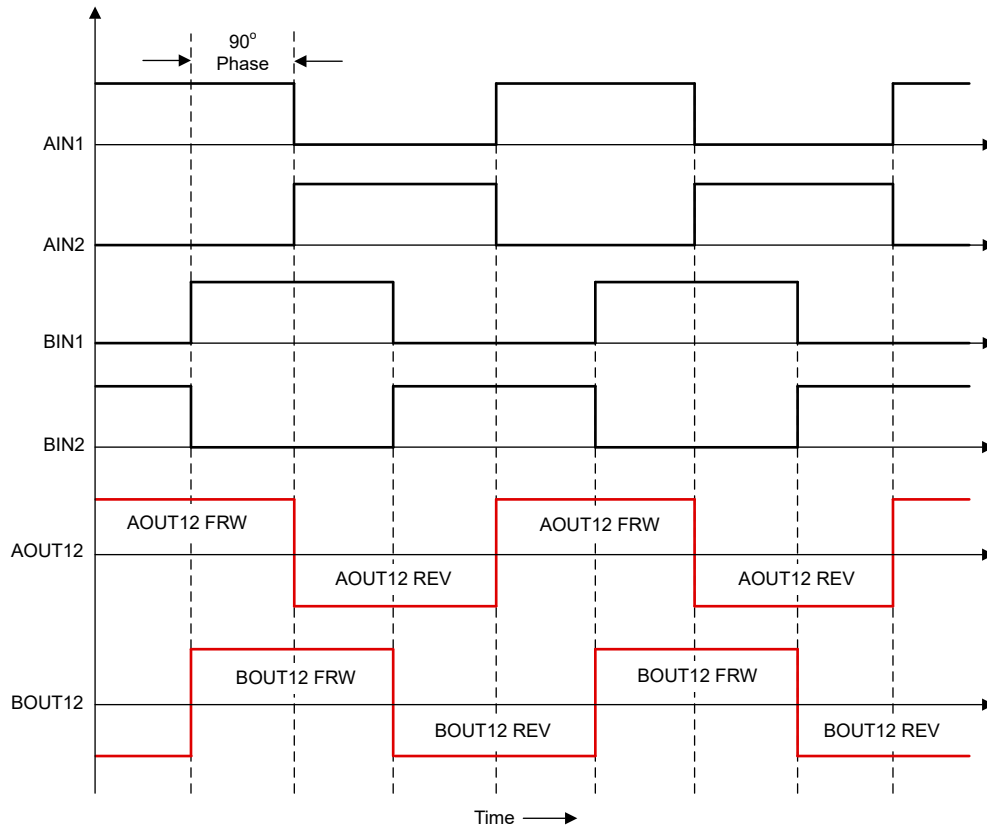 90o
Phase
AIN1
AIN2
BIN1
BIN2
AOUT12 FRW
AOUT12 FRW
AOUT12
AOUT12 REV
AOUT12 REV
BOUT12 FRW
BOUT12 FRW
BOUT12
BOUT12 REV
BOUT12 REV
Time